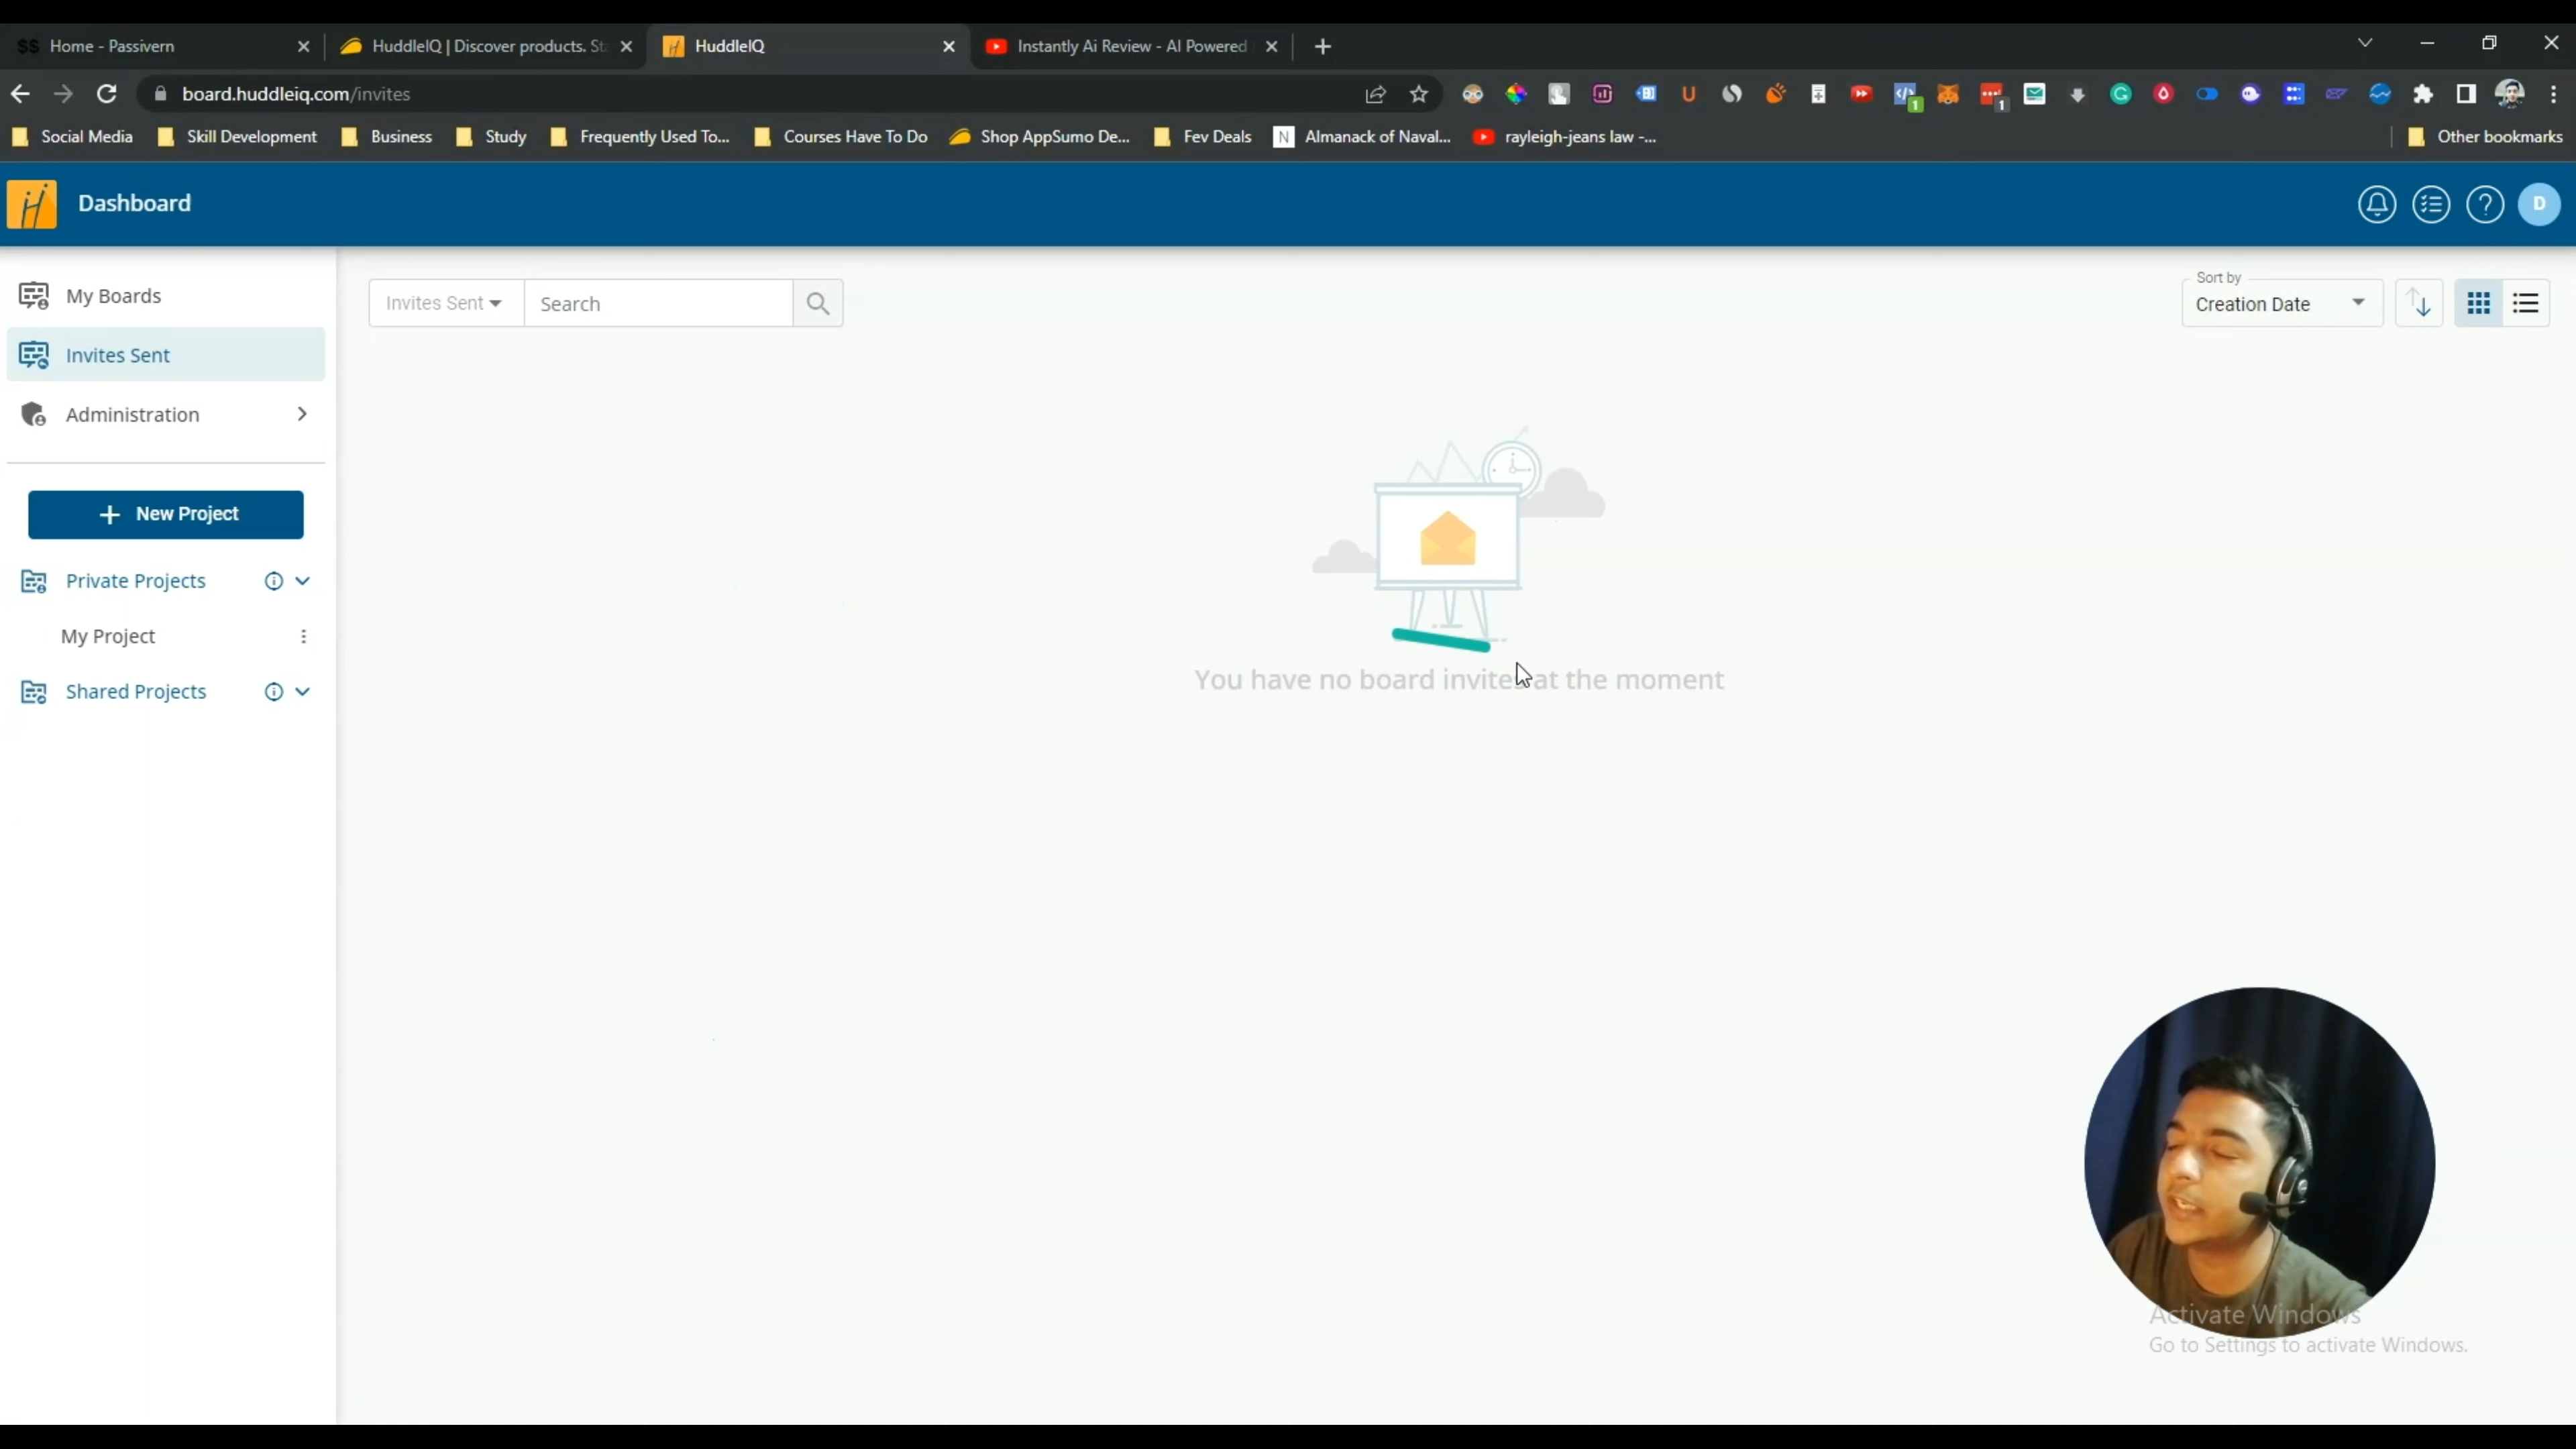 $$ Home - Passivern
HuddleIQ | Discover products. St
HuddleIQ
Instantly Ai Review - AI Powered
board.huddleiq.com/invites
Social Media
Skill Development
Business
Study
Frequently Used To...
Courses Have To Do
Shop AppSumo De...
Fev Deals
N Almanack of Naval...
rayleigh-jeans law -...
Other bookmarks
Dashboard
D
My Boards
Invites Sent
Administration
New Project
Private Projects
My Project
Shared Projects
Invites Sent
Search
Sort by
Creation Date
You have no board invites at the moment
Activate Windows
Go to Settings to activate Windows.